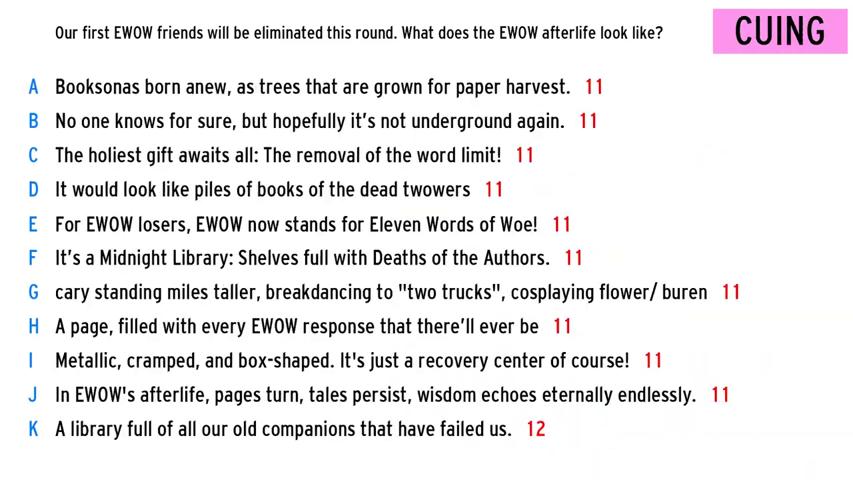 Our first EWOW friends will be eliminated this round. What does the EWOW afterlife look like?
CUING
A Booksonas born anew, as trees that are grown for paper harvest. 11
B No one knows for sure, but hopefully it's not underground again. 11
C The holiest gift awaits all: The removal of the word limit! 11
D It would look like piles of books of the dead twowers 11
E For EWOW losers, EWOW now stands for Eleven Words of Woe! 11
F It's a Midnight Library: Shelves full with Deaths of the Authors. 11
G cary standing miles taller, breakdancing to "two trucks", cosplaying flower/ buren 11
H A page, filled with every EWOW response that there'll ever be 11
I Metallic, cramped, and box-shaped. It's just a recovery center of course! 11
J In EWOW's afterlife, pages turn, tales persist, wisdom echoes eternally endlessly. 11
K A library full of all our old companions that have failed us. 12